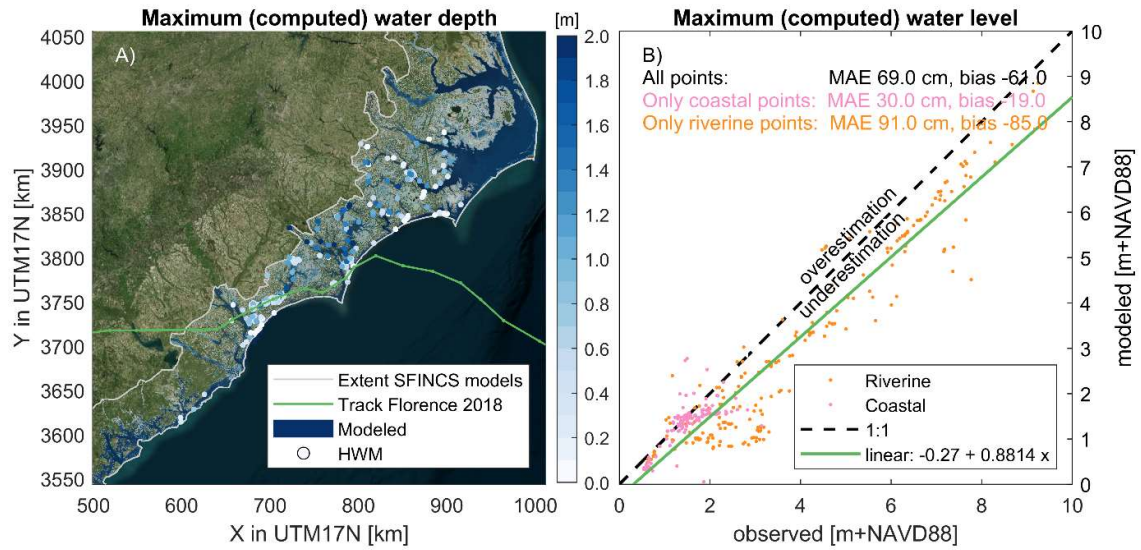 Maximum (computed) water depth
[m]
Maximum (computed) water level
A)
4050
4000
3950
3900
3850
3800
3750
3700
3650
3600
3550
Y in UTM17N [km]
500
600
700
800
900
1000
X in UTM17N [km]
Extent SFINCS models
Track Florence 2018
Modeled
HWM
2.0
1.8
1.6
1.4
1.2
1.0
0.8
0.6
0.4
0.2
0.0
B)
All points: MAE 69.0 cm, bias -61.0
Only coastal points: MAE 30.0 cm, bias -19.0
Only riverine points: MAE 91.0 cm, bias -85.0
overestimation
underestimation
Riverine
Coastal
1:1
linear: -0.27 + 0.8814 x
10
9
8
7
6
5
4
3
2
1
0
modeled [m+NAVD88]
0
2
4
6
8
10
observed [m+NAVD88]